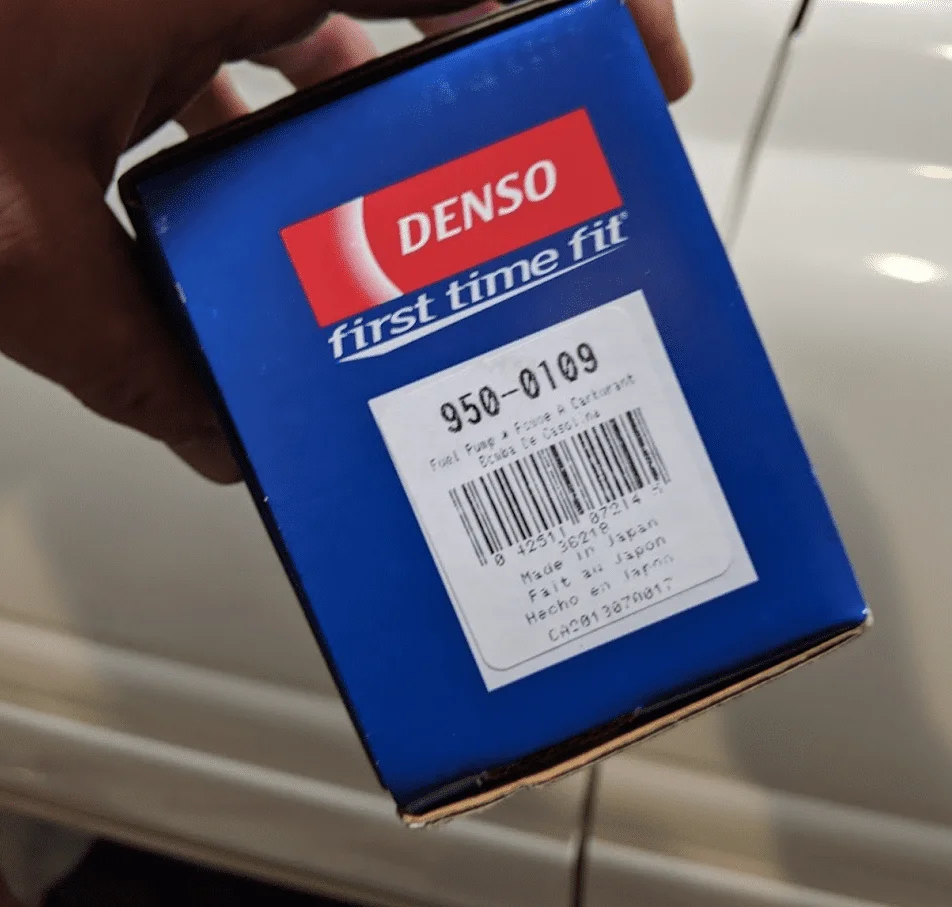 DENSO
first time fit®
950-0109
Fuel Pump * Pompe A Carburant
Bomba De Gasolina
0 42511 07214 5
36218
Made in Japan
Fait au Japon
Hecho en Japon